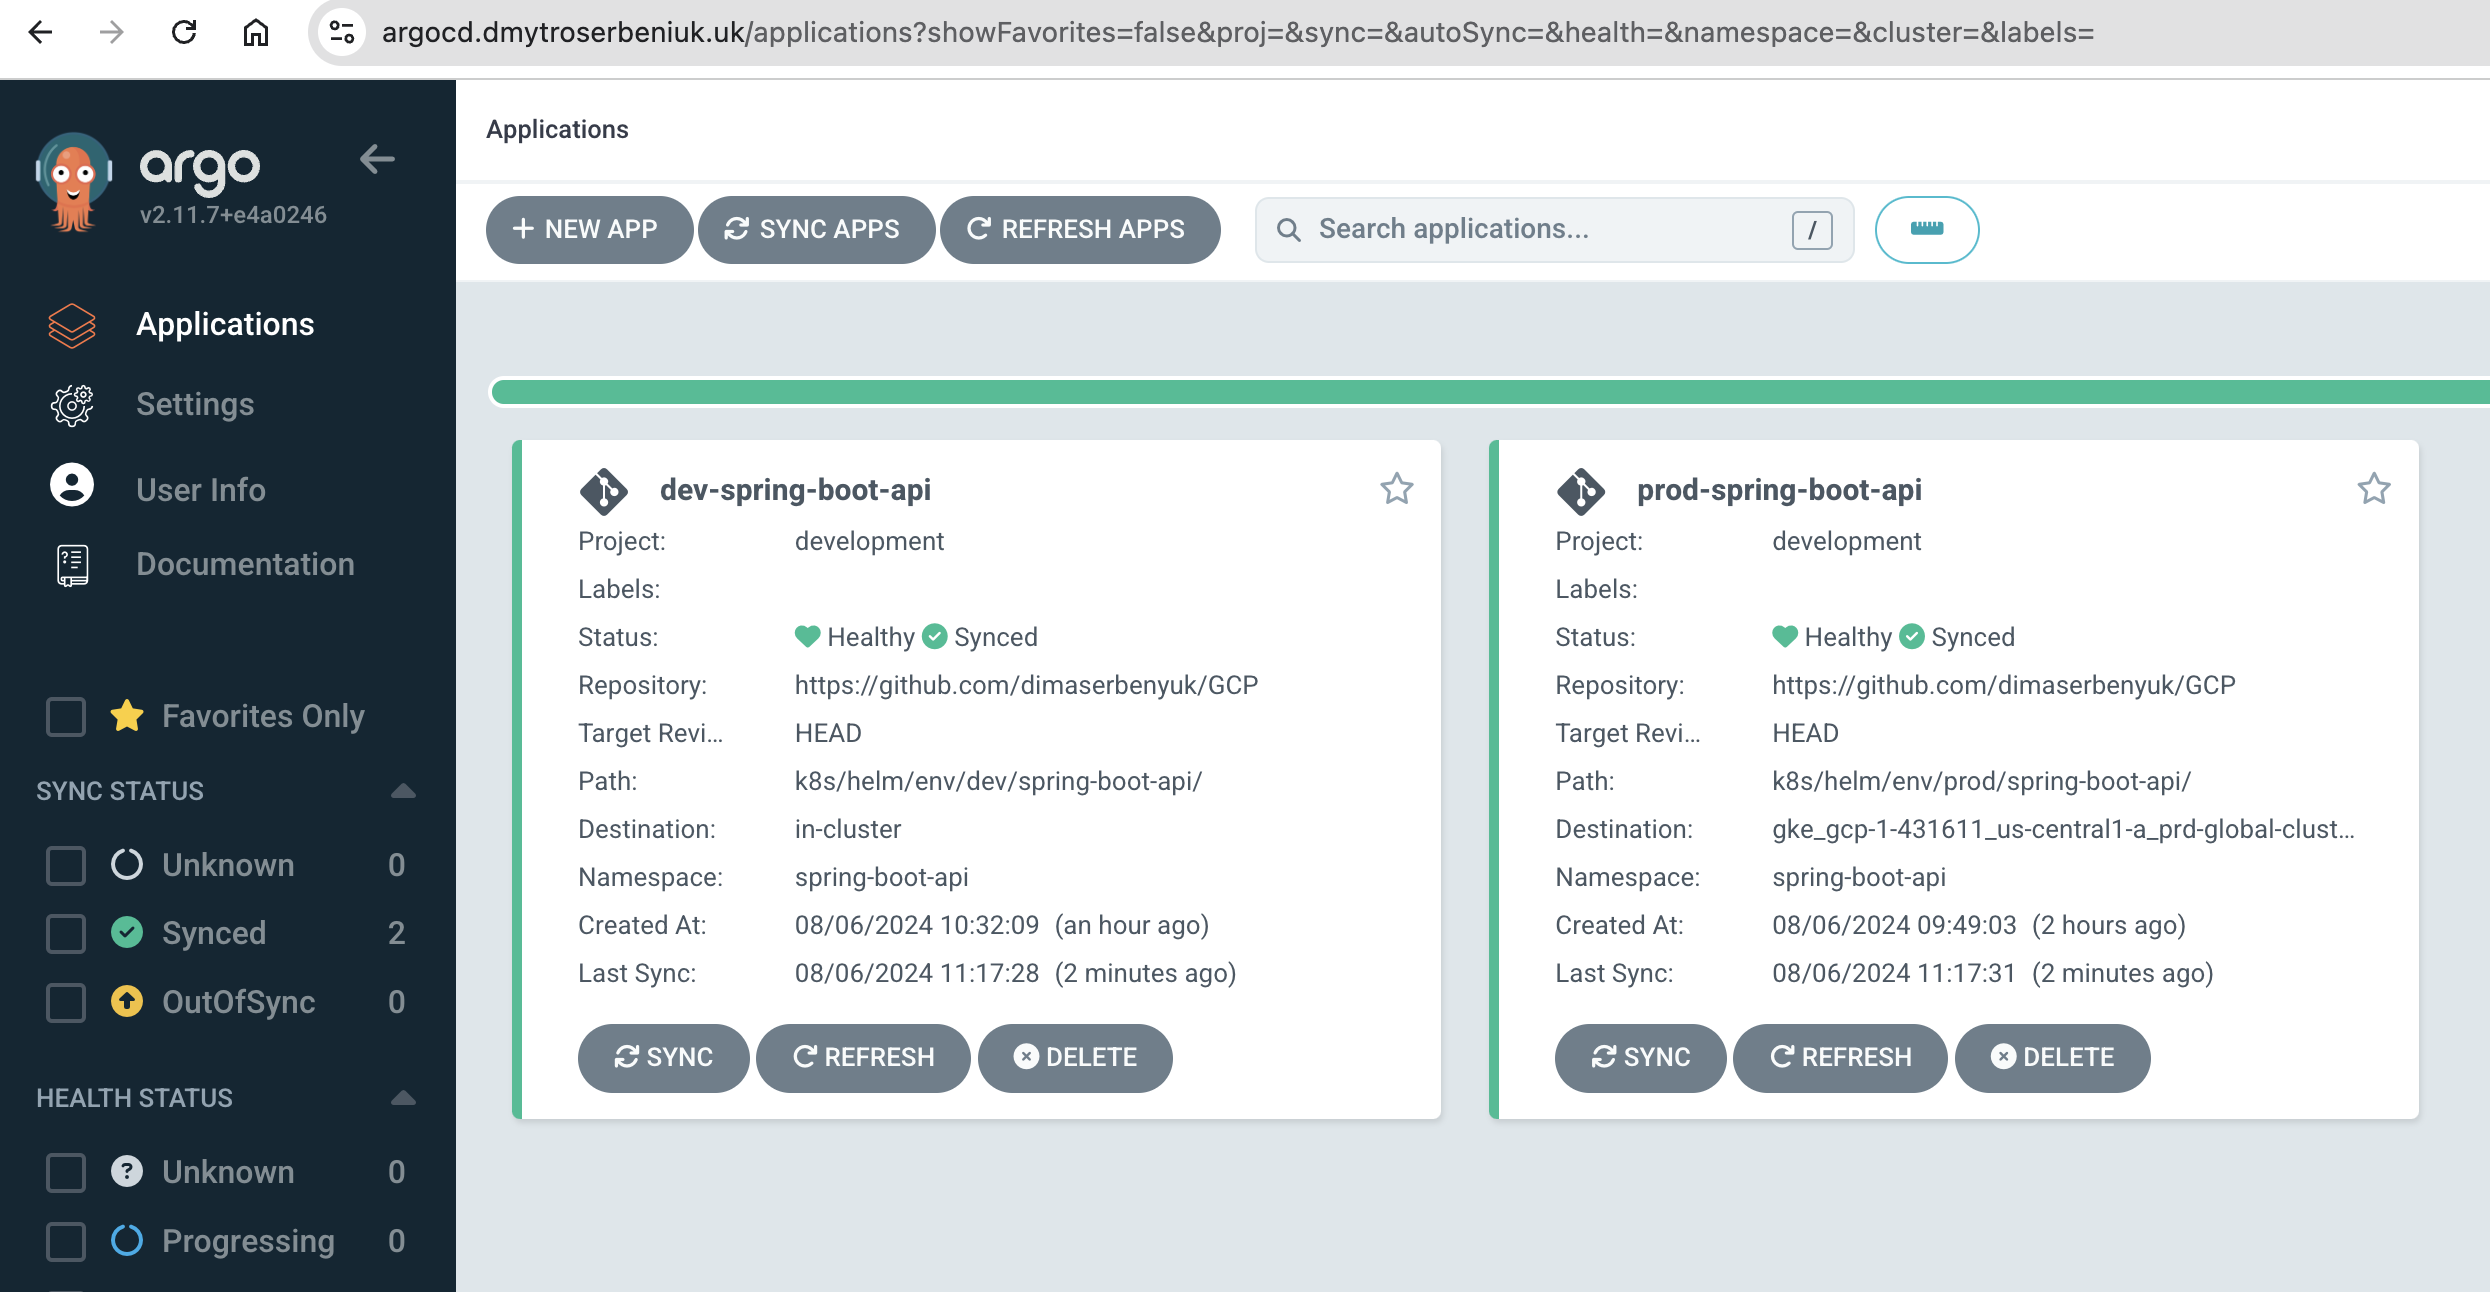 argocd.dmytroserbeniuk.uk/applications?showFavorites=false&proj=&sync=&autoSync=&health=&namespace=&cluster=&labels=
argo
v2.11.7+e4a0246
Applications
Settings
User Info
Documentation
Favorites Only
SYNC STATUS
Unknown 0
Synced 2
OutOfSync 0
HEALTH STATUS
Unknown 0
Progressing 0
Applications
NEW APP SYNC APPS REFRESH APPS Search applications... /
dev-spring-boot-api
Project: development
Labels:
Status: Healthy Synced
Repository: https://github.com/dimaserbenyuk/GCP
Target Revi... HEAD
Path: k8s/helm/env/dev/spring-boot-api/
Destination: in-cluster
Namespace: spring-boot-api
Created At: 08/06/2024 10:32:09 (an hour ago)
Last Sync: 08/06/2024 11:17:28 (2 minutes ago)
SYNC REFRESH DELETE
prod-spring-boot-api
Project: development
Labels:
Status: Healthy Synced
Repository: https://github.com/dimaserbenyuk/GCP
Target Revi... HEAD
Path: k8s/helm/env/prod/spring-boot-api/
Destination: gke_gcp-1-431611_us-central1-a_prd-global-clust...
Namespace: spring-boot-api
Created At: 08/06/2024 09:49:03 (2 hours ago)
Last Sync: 08/06/2024 11:17:31 (2 minutes ago)
SYNC REFRESH DELETE